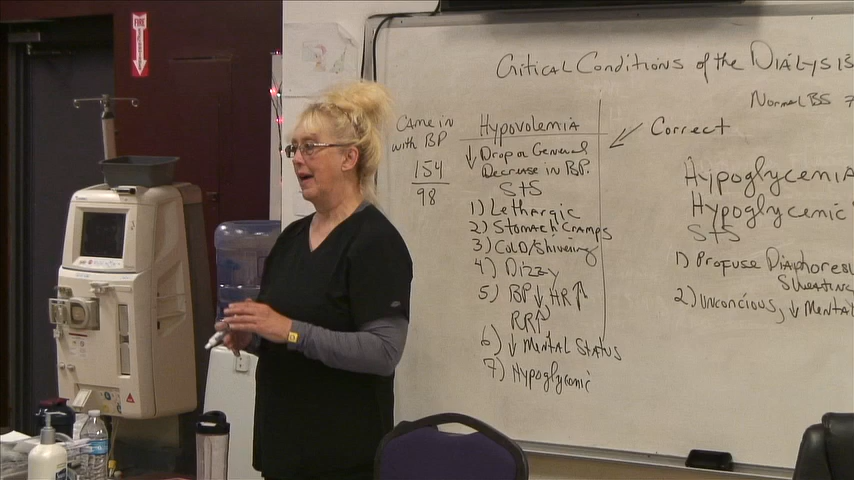 FIRE
Critical Conditions of the Dialysis
Normal BS 7
Came in
with BP
154
98
Hypovolemia
↓ Drop or General
Decrease in BP.
S+S
1) Lethargic
2) Stomach Cramps
3) Cold/Shivering
4) Dizzy
5) BP↓ HR↑
RR↑
6) ↓ Mental Status
7) Hypoglycemic
Correct
Hypoglycemia
Hypoglycemic
S+S
1) Profuse Diaphores
Sweating
2) Unconcious, ↓ Mental